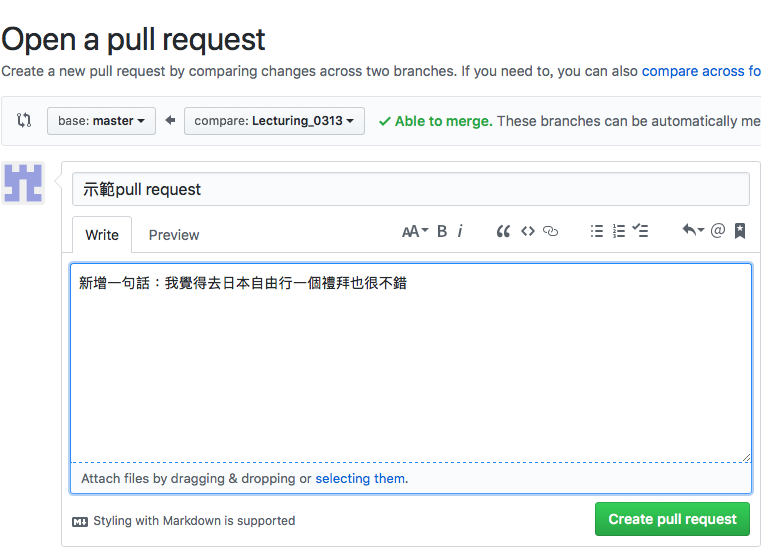 Open a pull request
Create a new pull request by comparing changes across two branches. If you need to, you can also compare across fo
base: master compare: Lecturing_0313 Able to merge. These branches can be automatically me
示範pull request
Write Preview AA B i @
新增一句話：我覺得去日本自由行一個禮拜也很不錯
Attach files by dragging & dropping or selecting them.
Styling with Markdown is supported Create pull request